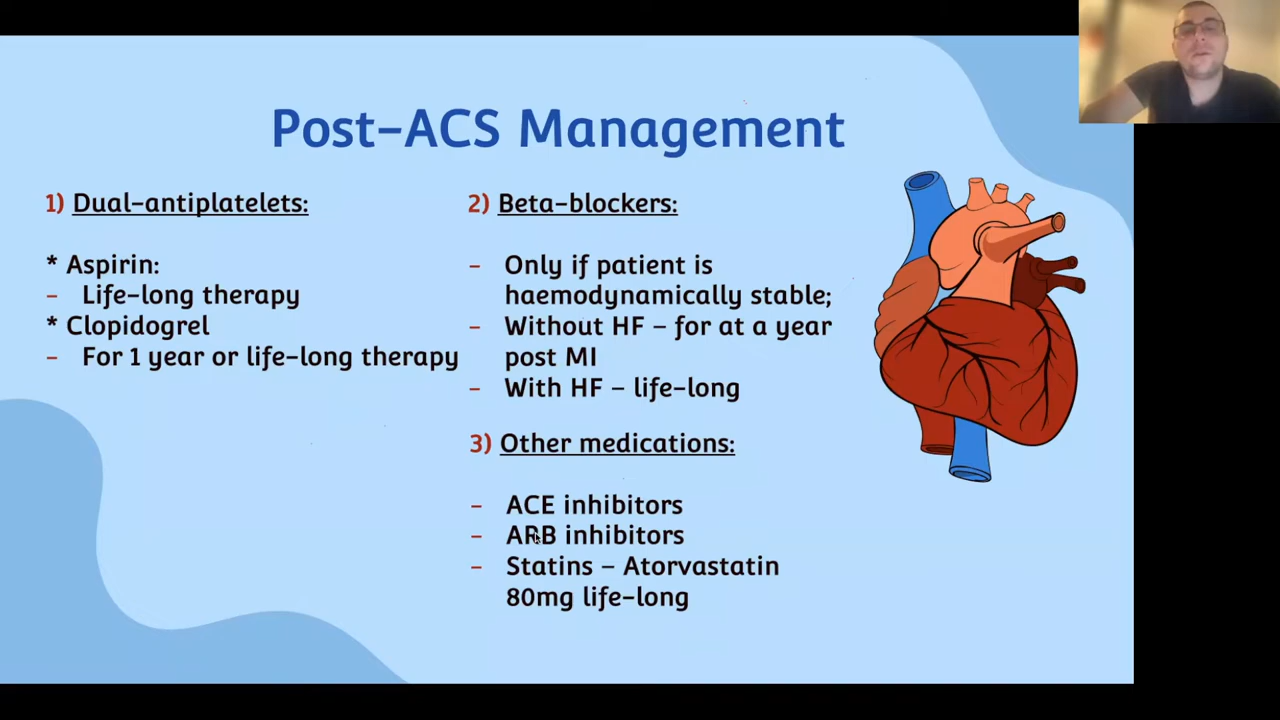 Post-ACS Management
1) Dual-antiplatelets:
* Aspirin:
- Life-long therapy
* Clopidogrel
- For 1 year or life-long therapy
2) Beta-blockers:
- Only if patient is
haemodynamically stable;
- Without HF – for at a year
post MI
- With HF – life-long
3) Other medications:
- ACE inhibitors
- ARB inhibitors
- Statins – Atorvastatin
80mg life-long